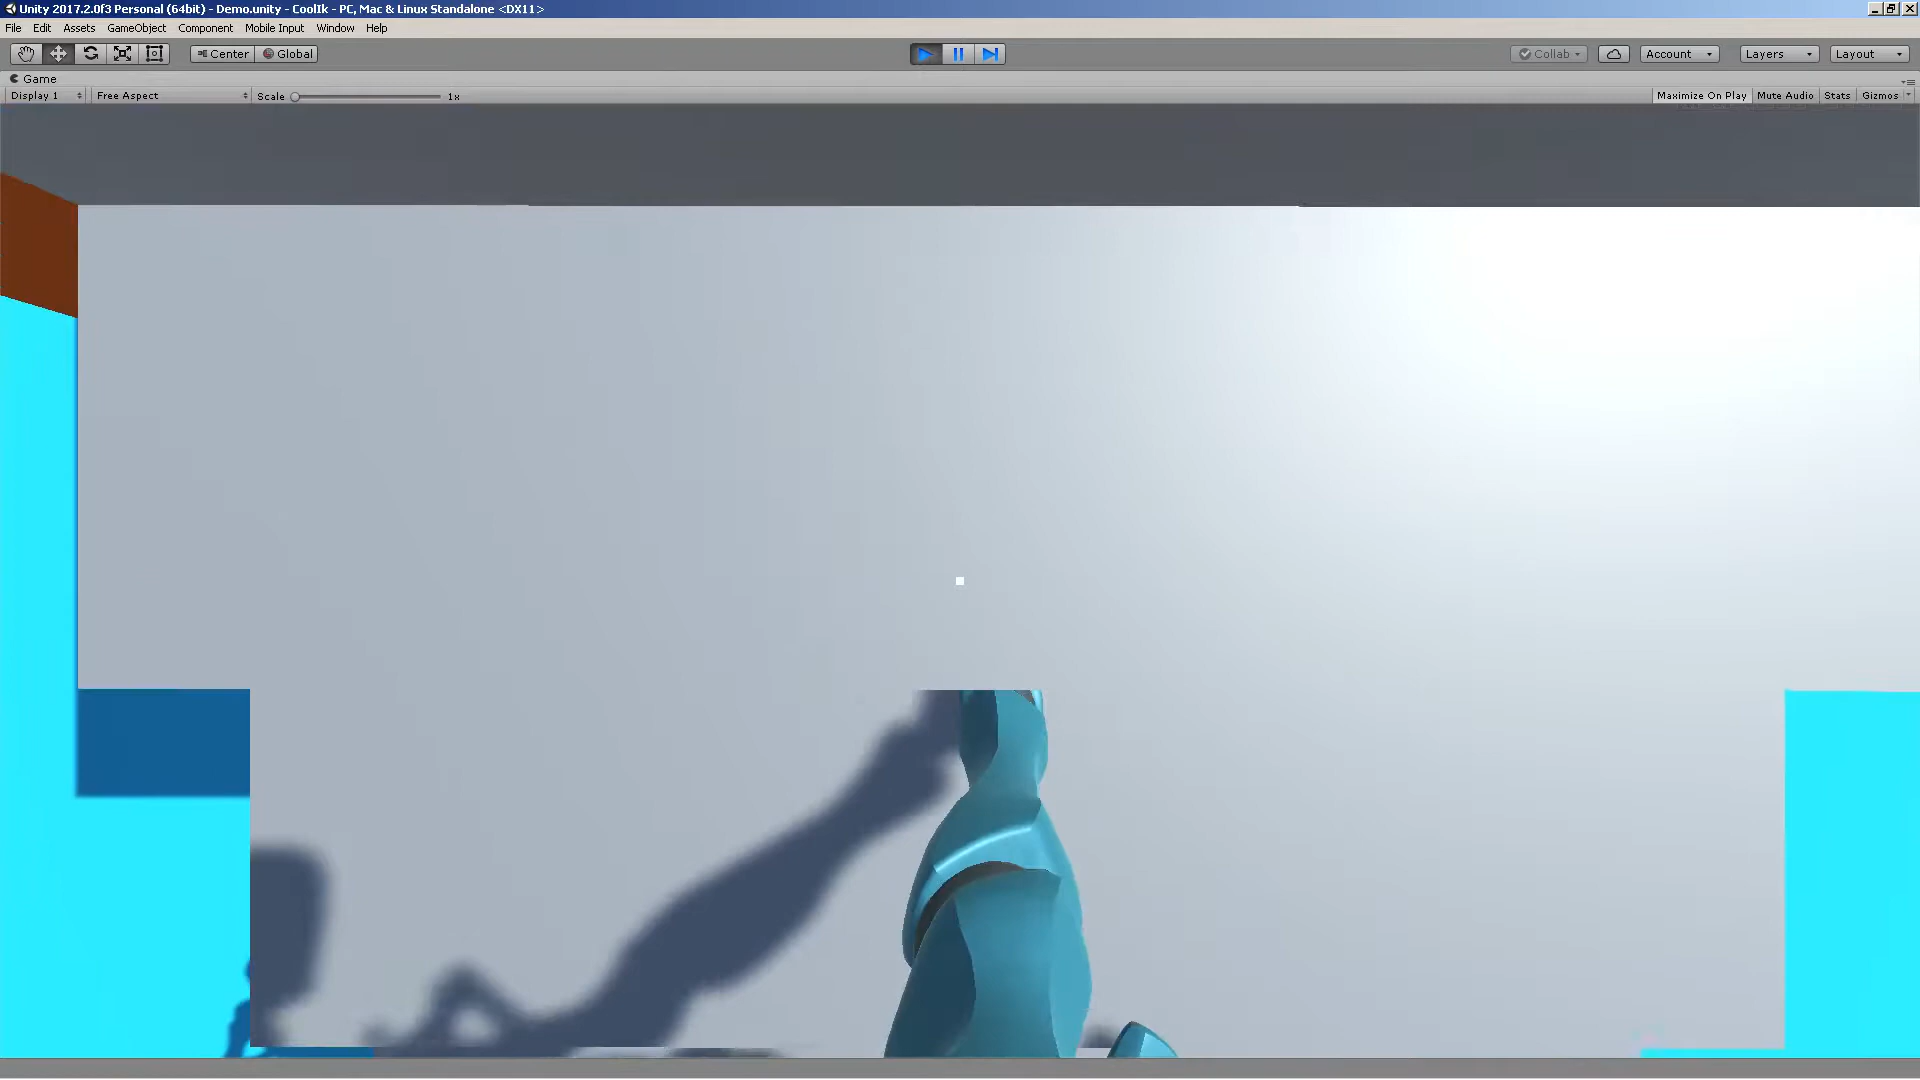 Unity 2017.2.0f3 Personal (64bit) - Demo.unity - CoolIk - PC, Mac & Linux Standalone <DX11>
File Edit Assets GameObject Component Mobile Input Window Help
Center Global Collab Account Layers Layout
Game
Display 1 Free Aspect Scale 1x Maximize On Play Mute Audio Stats Gizmos